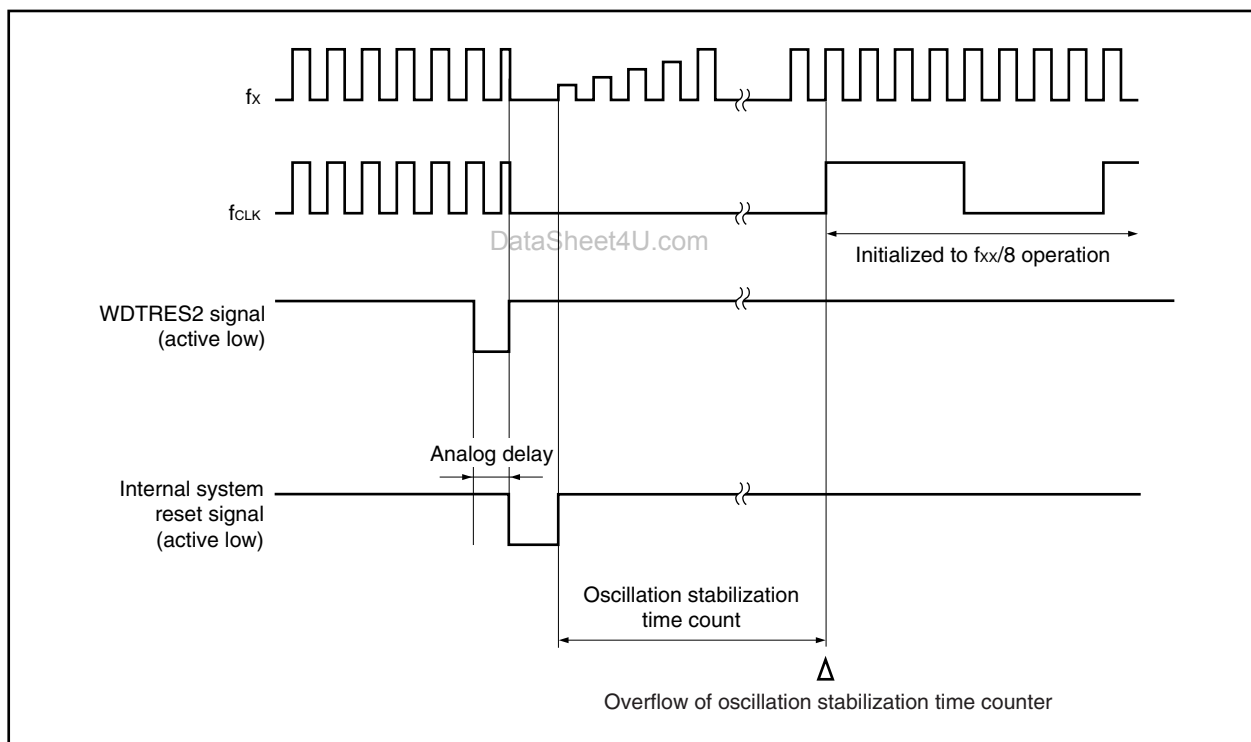 fX
fCLK
DataSheet4U.com
Initialized to fXX/8 operation
WDTRES2 signal
(active low)
Analog delay
Internal system
reset signal
(active low)
Oscillation stabilization
time count
Overflow of oscillation stabilization time counter